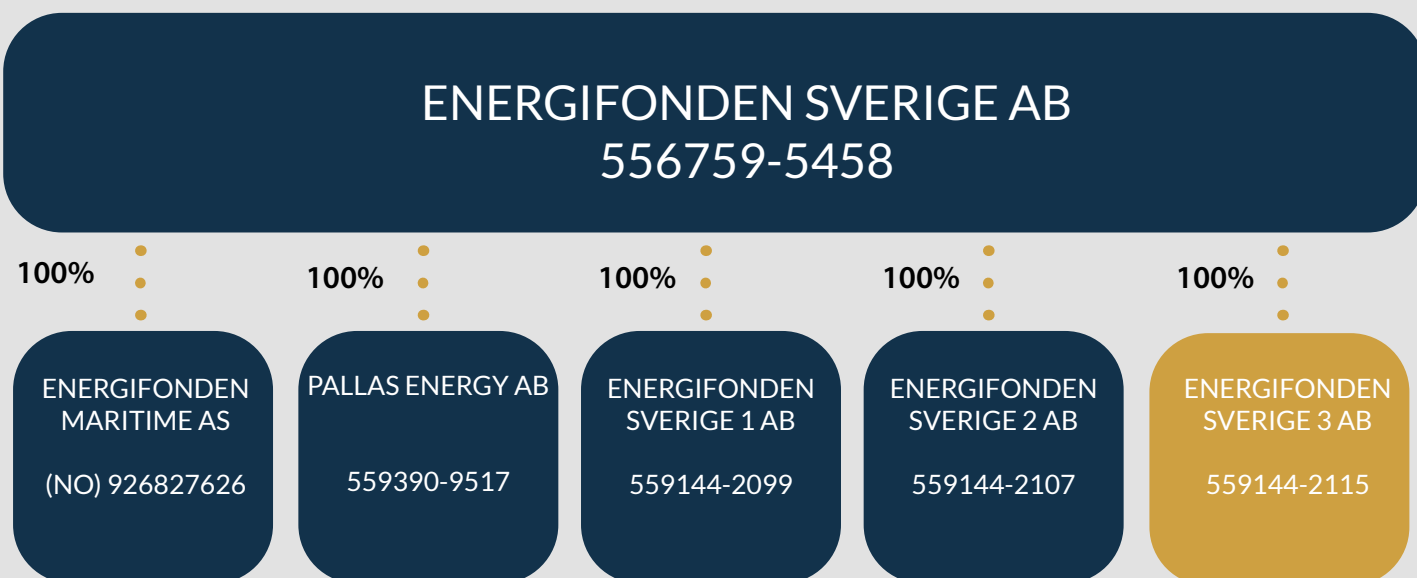 ENERGIFONDEN SVERIGE AB
556759-5458
100%
100%
100%
100%
100%
ENERGIFONDEN
MARITIME AS
(NO) 926827626
PALLAS ENERGY AB
559390-9517
ENERGIFONDEN
SVERIGE 1 AB
559144-2099
ENERGIFONDEN
SVERIGE 2 AB
559144-2107
ENERGIFONDEN
SVERIGE 3 AB
559144-2115